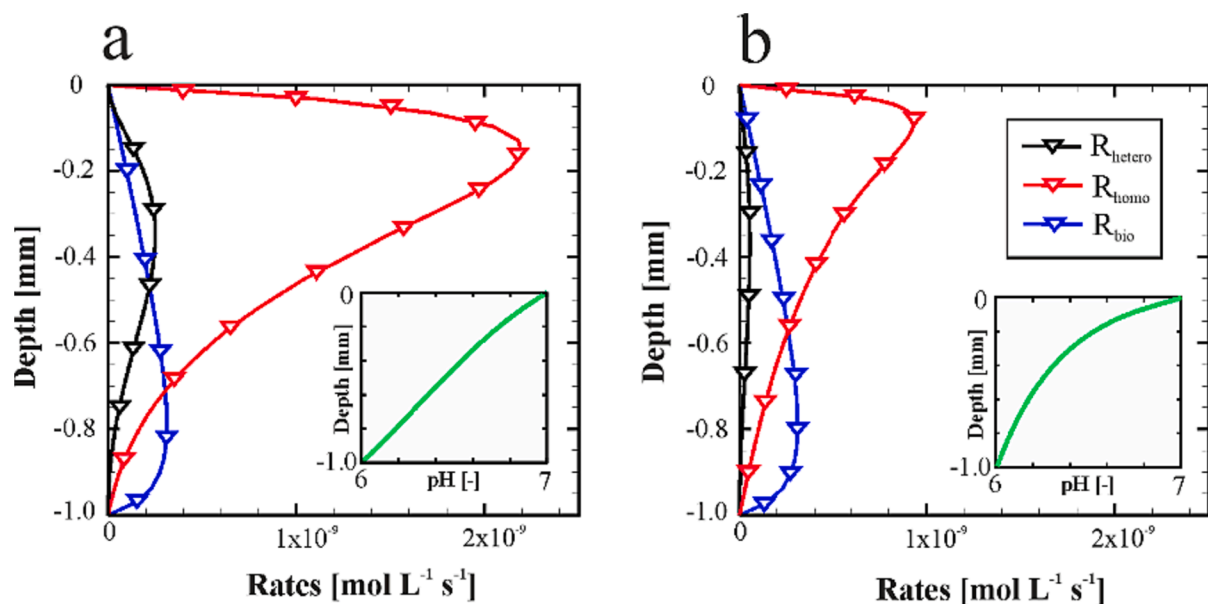 a
0
-0.2
-0.4
-0.6
-0.8
-1.0
Depth [mm]
0
1x10⁻⁹
2x10⁻⁹
Rates [mol L⁻¹ s⁻¹]
0
-1.0
Depth [mm]
6
7
pH [-]
b
0
-0.2
-0.4
-0.6
-0.8
-1.0
Depth [mm]
0
1x10⁻⁹
2x10⁻⁹
Rates [mol L⁻¹ s⁻¹]
R_hetero
R_homo
R_bio
0
-1.0
Depth [mm]
6
7
pH [-]